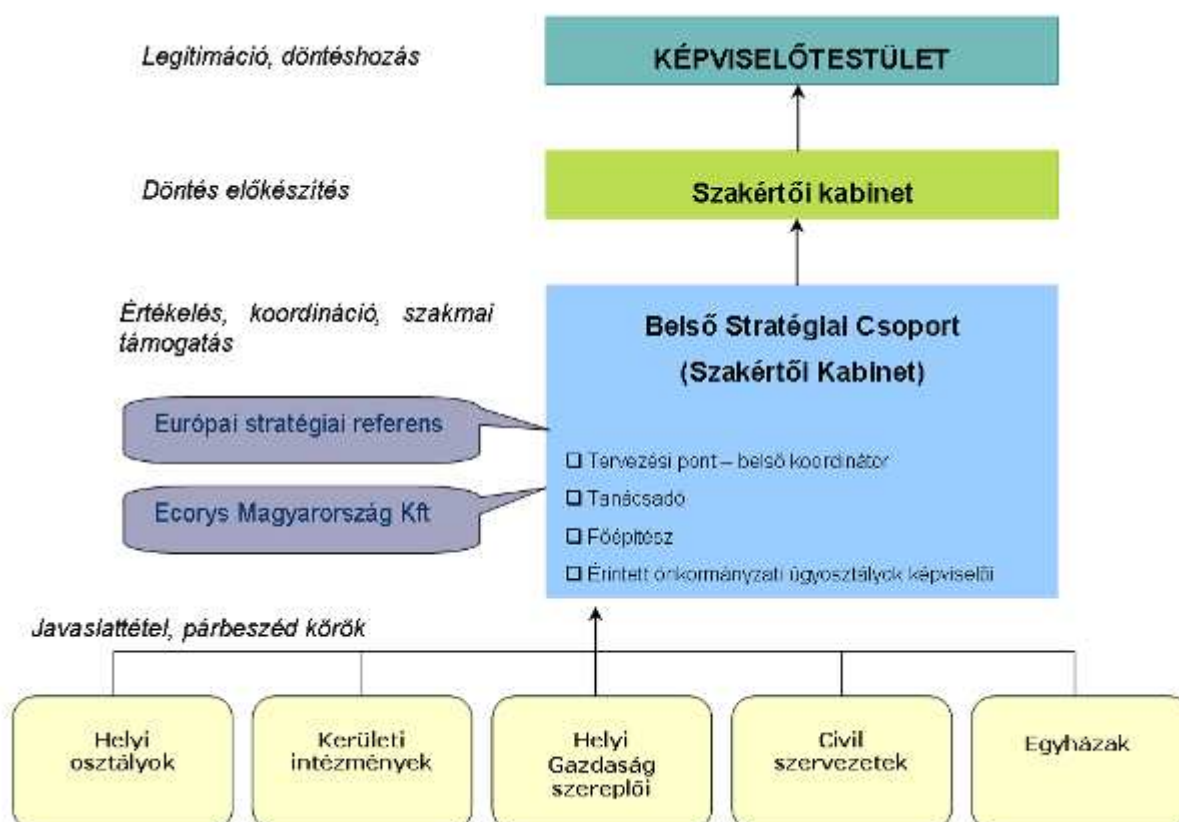 Legitimáció, döntéshozás
KÉPVISELŐTESTÜLET
Döntés előkészítés
Szakértői kabinet
Értékelés, koordináció, szakmai
támogatás
Belső Stratégiai Csoport
(Szakértői Kabinet)
Európai stratégiai referens
Ecorys Magyarország Kft
Tervezési pont – belső koordinátor
Tanácsadó
Főépítész
Érintett önkormányzati ügyosztályok képviselői
Javaslattétel, párbeszéd körök
Helyi
osztályok
Kerületi
intézmények
Helyi
Gazdaság
szereplői
Civil
szervezetek
Egyházak